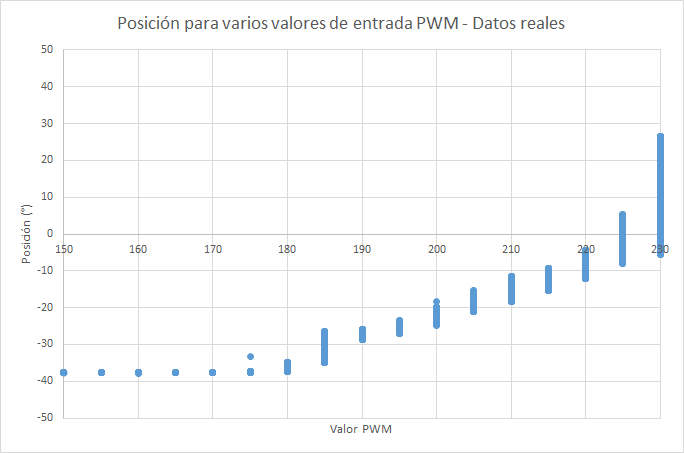 Posición para varios valores de entrada PWM - Datos reales
50
40
30
20
10
0
150 160 170 180 190 200 210 220 230
-10
-20
-30
-40
-50
Posición (°)
Valor PWM